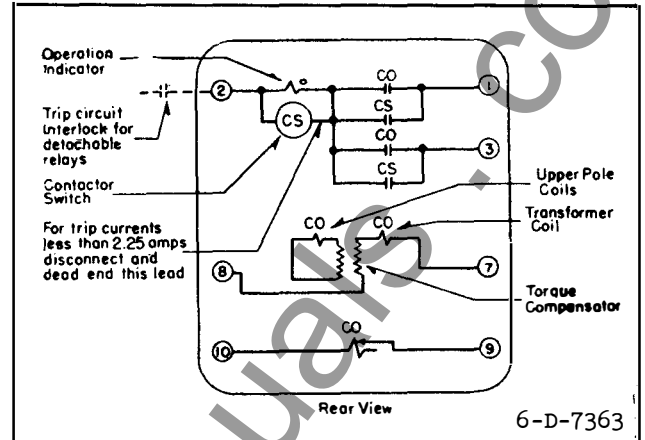 Operation
Indicator
Trip circuit
Interlock for
detachable
relays
Contactor
Switch
For trip currents
less than 2.25 amps
disconnect and
dead end this lead
2
CS
CO
CS
CO
CS
1
3
Upper Pole
Coils
Transformer
Coil
CO
CO
8
7
Torque
Compensator
CO
10
9
Rear View
6-D-7363